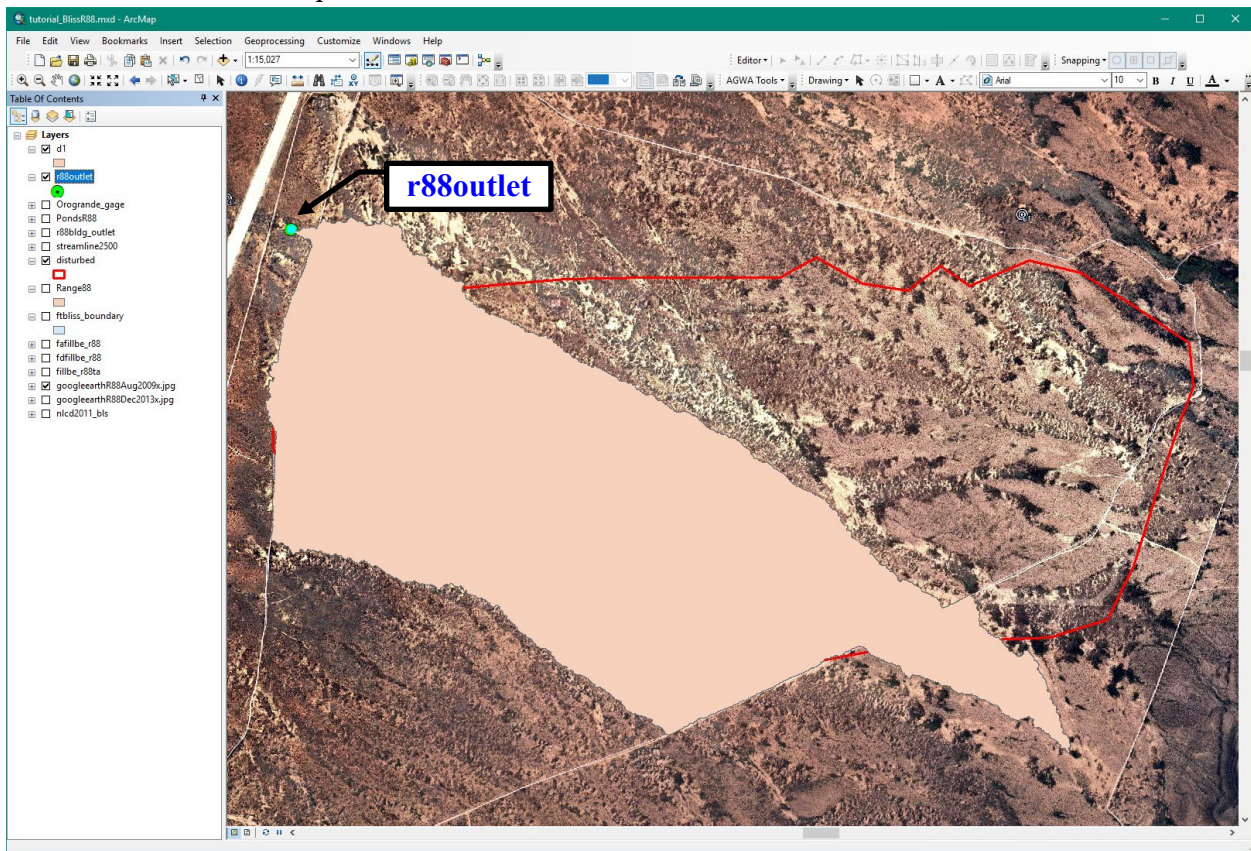 tutorial_BlissR88.mxd - ArcMap
File Edit View Bookmarks Insert Selection Geoprocessing Customize Windows Help
1:15,027
Editor
Snapping
AGWA Tools
Drawing
Arial
10
B I U A
Table Of Contents
Layers
d1
r88outlet
Orogrande_gage
PondsR88
r88bldg_outlet
streamline2500
disturbed
Range88
ftbliss_boundary
fafillbe_r88
fdfillbe_r88
fillbe_r88ta
googleearthR88Aug2009x.jpg
googleearthR88Dec2013x.jpg
nlcd2011_bls
r88outlet